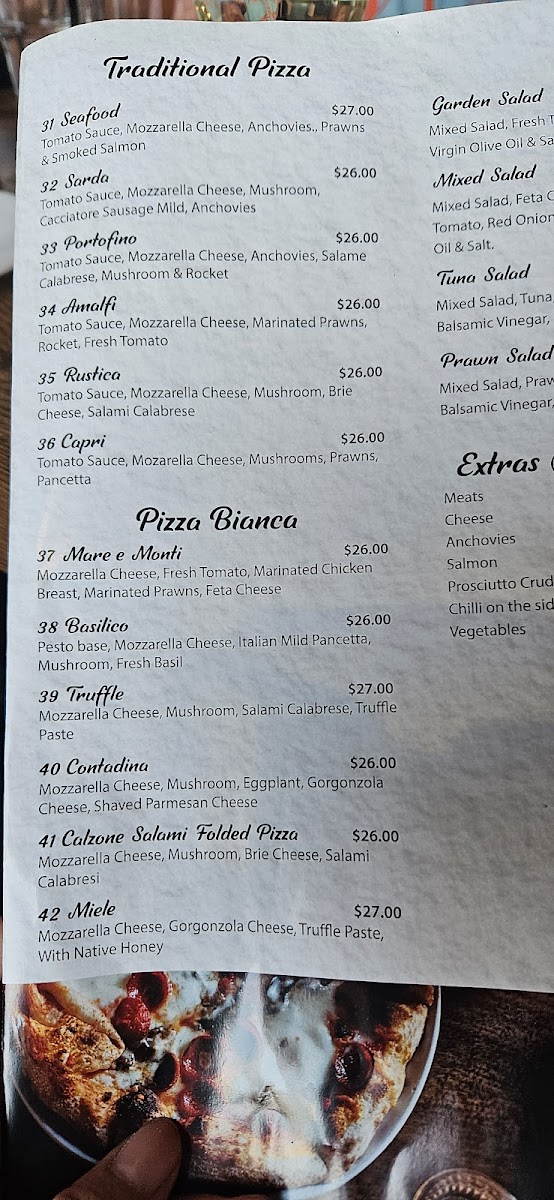 Traditional Pizza
31 Seafood $27.00
Tomato Sauce, Mozzarella Cheese, Anchovies., Prawns
& Smoked Salmon
32 Sarda $26.00
Tomato Sauce, Mozzarella Cheese, Mushroom,
Cacciatore Sausage Mild, Anchovies
33 Portofino $26.00
Tomato Sauce, Mozzarella Cheese, Anchovies, Salame
Calabrese, Mushroom & Rocket
34 Amalfi $26.00
Tomato Sauce, Mozzarella Cheese, Marinated Prawns,
Rocket, Fresh Tomato
35 Rustica $26.00
Tomato Sauce, Mozzarella Cheese, Mushroom, Brie
Cheese, Salami Calabrese
36 Capri $26.00
Tomato Sauce, Mozarella Cheese, Mushrooms, Prawns,
Pancetta
Pizza Bianca
37 Mare e Monti $26.00
Mozzarella Cheese, Fresh Tomato, Marinated Chicken
Breast, Marinated Prawns, Feta Cheese
38 Basilico $26.00
Pesto base, Mozzarella Cheese, Italian Mild Pancetta,
Mushroom, Fresh Basil
39 Truffle $27.00
Mozzarella Cheese, Mushroom, Salami Calabrese, Truffle
Paste
40 Contadina $26.00
Mozzarella Cheese, Mushroom, Eggplant, Gorgonzola
Cheese, Shaved Parmesan Cheese
41 Calzone Salami Folded Pizza $26.00
Mozzarella Cheese, Mushroom, Brie Cheese, Salami
Calabresi
42 Miele $27.00
Mozzarella Cheese, Gorgonzola Cheese, Truffle Paste,
With Native Honey
Garden Salad
Mixed Salad, Fresh
Virgin Olive Oil &
Mixed Salad
Mixed Salad, Feta
Tomato, Red Onion
Oil & Salt.
Tuna Salad
Mixed Salad, Tuna,
Balsamic Vinegar,
Prawn Salad
Mixed Salad,
Balsamic Vinegar,
Extras (
Meats
Cheese
Anchovies
Salmon
Prosciutto
Chilli on the
Vegetables